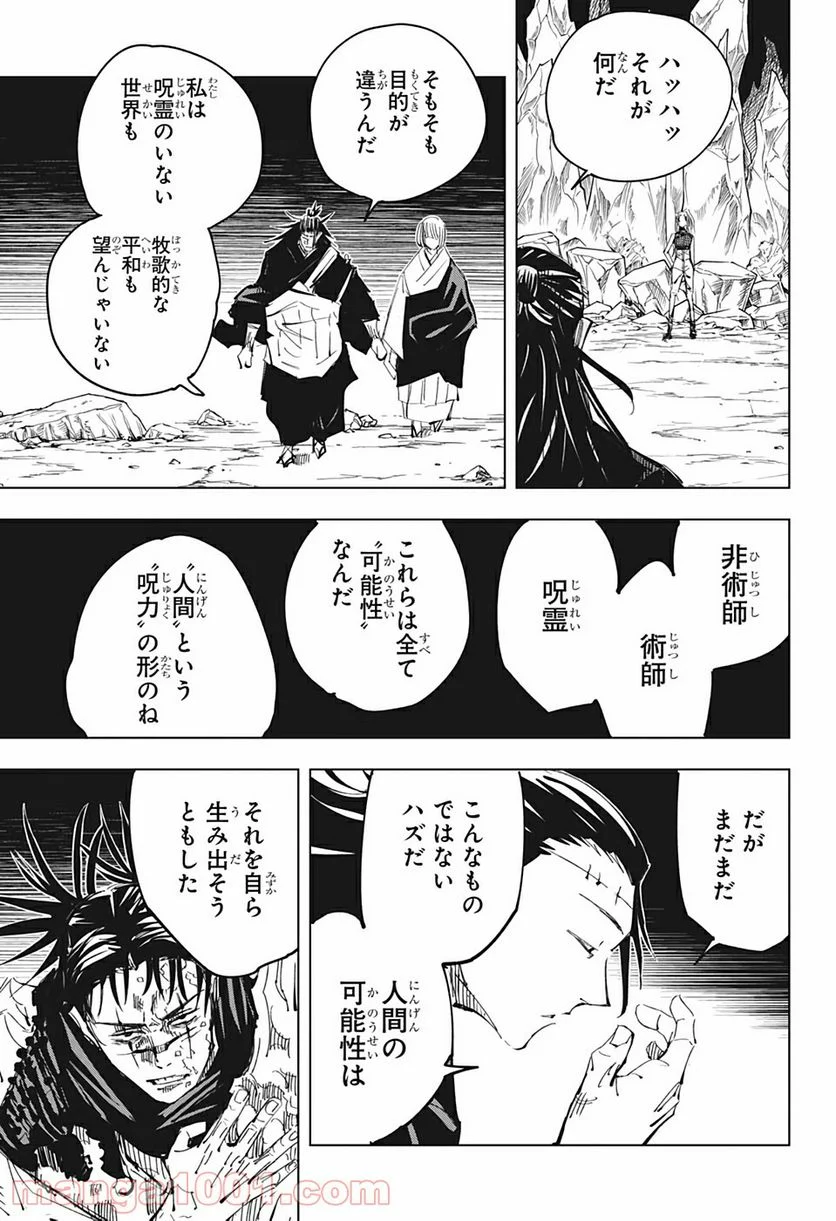 ハッハッ
それが
何だ
そもそも
目的が
違うんだ
私は
呪霊のいない
世界も
牧歌的な
平和も
望んじゃいない
非術師
術師
呪霊
これらは全て
“可能性”
なんだ
“人間”という
“呪力”の形のね
だが
まだまだ
こんなもの
ではない
ハズだ
人間の
可能性は
それを自ら
生み出そう
ともした
manga1001.com